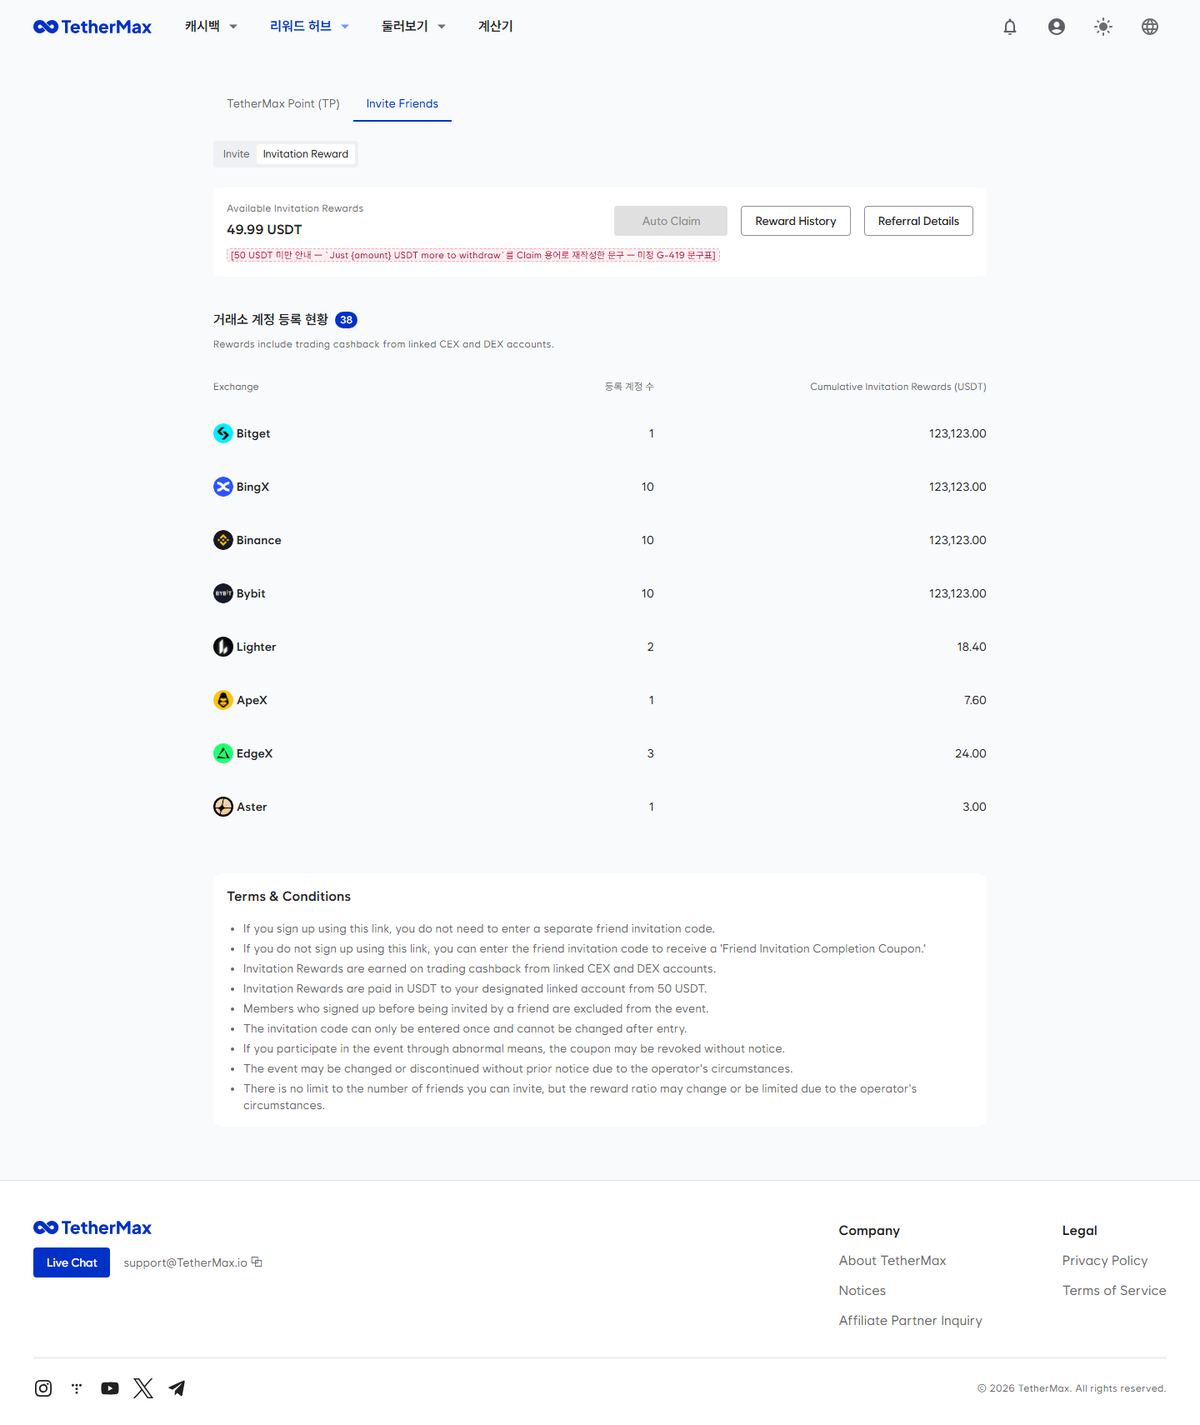 TetherMax
캐시백
리워드 허브
둘러보기
계산기
TetherMax Point (TP)
Invite Friends
Invite
Invitation Reward
Available Invitation Rewards
49.99 USDT
Auto Claim
Reward History
Referral Details
[50 USDT 미만 안내 — `Just {amount} USDT more to withdraw`를 Claim 용어로 재작성한 문구 — 미정 G-419 문구표]
거래소 계정 등록 현황 38
Rewards include trading cashback from linked CEX and DEX accounts.
Exchange 등록 계정 수 Cumulative Invitation Rewards (USDT)
Bitget 1 123,123.00
BingX 10 123,123.00
Binance 10 123,123.00
BYBIT Bybit 10 123,123.00
Lighter 2 18.40
ApeX 1 7.60
EdgeX 3 24.00
Aster 1 3.00
Terms & Conditions
• If you sign up using this link, you do not need to enter a separate friend invitation code.
• If you do not sign up using this link, you can enter the friend invitation code to receive a 'Friend Invitation Completion Coupon.'
• Invitation Rewards are earned on trading cashback from linked CEX and DEX accounts.
• Invitation Rewards are paid in USDT to your designated linked account from 50 USDT.
• Members who signed up before being invited by a friend are excluded from the event.
• The invitation code can only be entered once and cannot be changed after entry.
• If you participate in the event through abnormal means, the coupon may be revoked without notice.
• The event may be changed or discontinued without prior notice due to the operator's circumstances.
• There is no limit to the number of friends you can invite, but the reward ratio may change or be limited due to the operator's
circumstances.
TetherMax
Live Chat
support@TetherMax.io
Company
About TetherMax
Notices
Affiliate Partner Inquiry
Legal
Privacy Policy
Terms of Service
© 2026 TetherMax. All rights reserved.